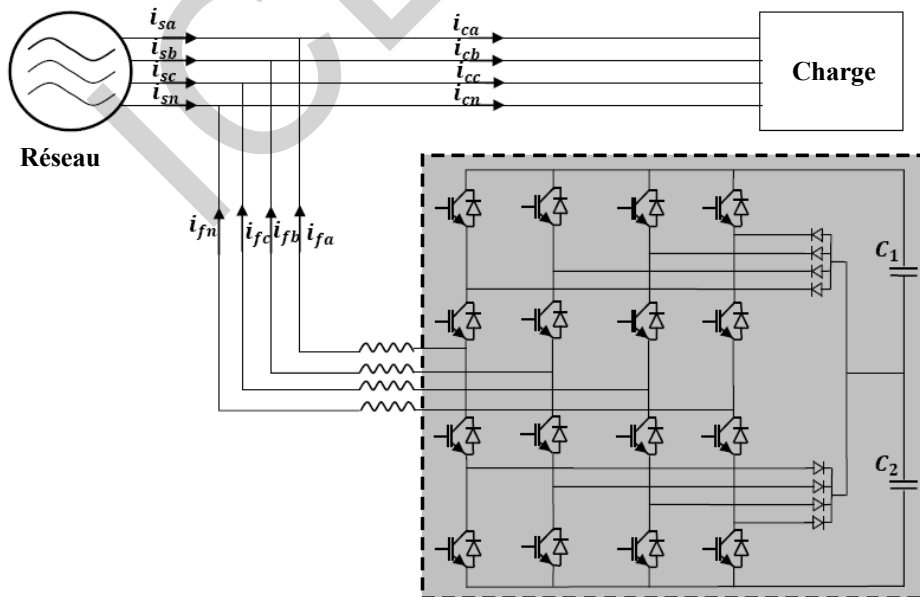 i_sa
i_ca
i_sb
i_cb
i_sc
i_cc
i_sn
i_cn
Charge
Réseau
i_fn
i_fc
i_fb
i_fa
C_1
C_2